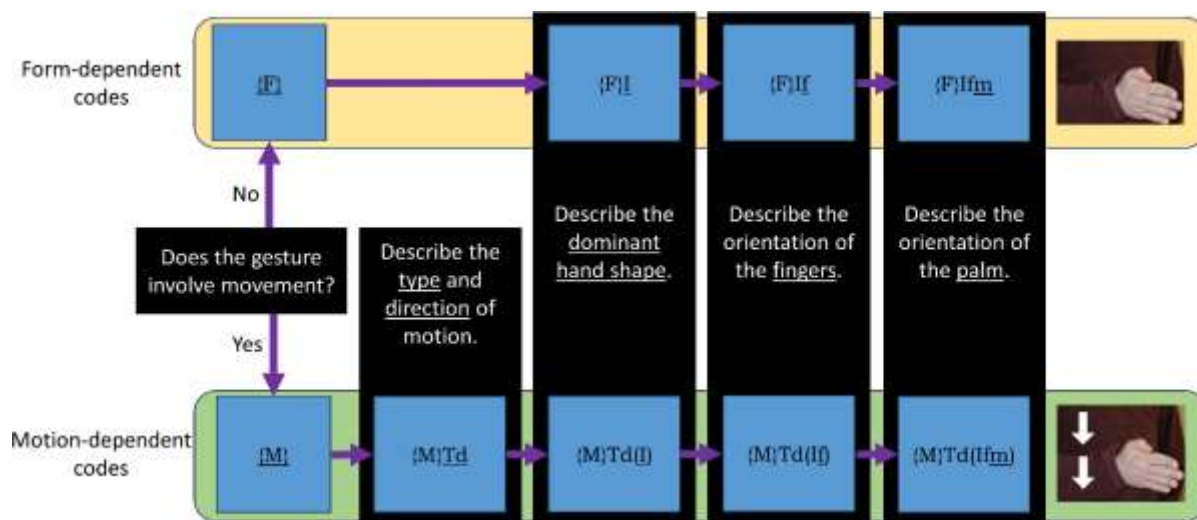 Form-dependent
codes
{F}
{F}I
{F}If
{F}Ifm
No
Does the gesture
involve movement?
Yes
Describe the
type and
direction of
motion.
Describe the
dominant
hand shape.
Describe the
orientation of
the fingers.
Describe the
orientation of
the palm.
Motion-dependent
codes
{M}
{M}Td
{M}Td(I)
{M}Td(If)
{M}Td(Ifm)